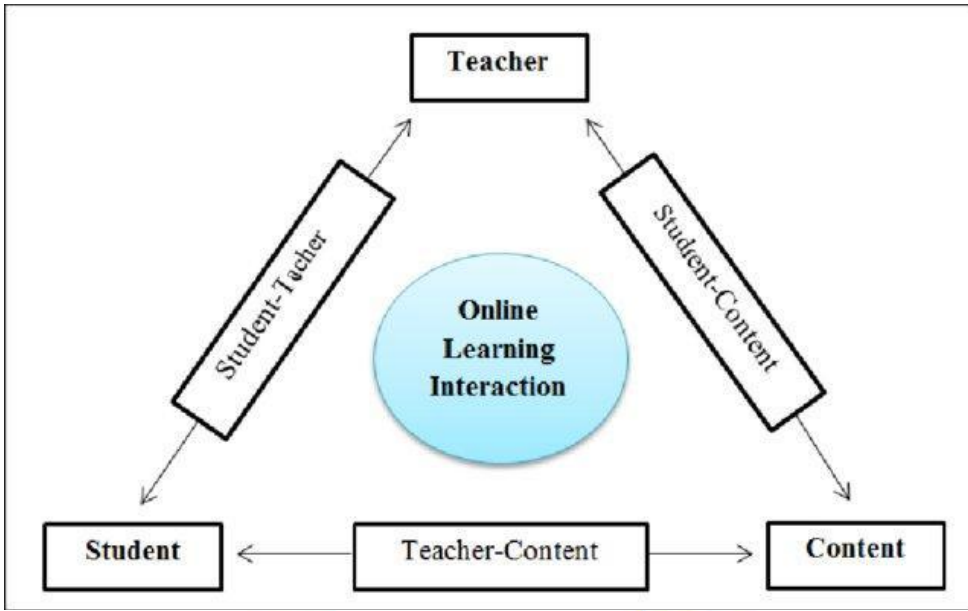 Teacher
Student-Tacher
Student-Content
Online
Learning
Interaction
Student
Teacher-Content
Content